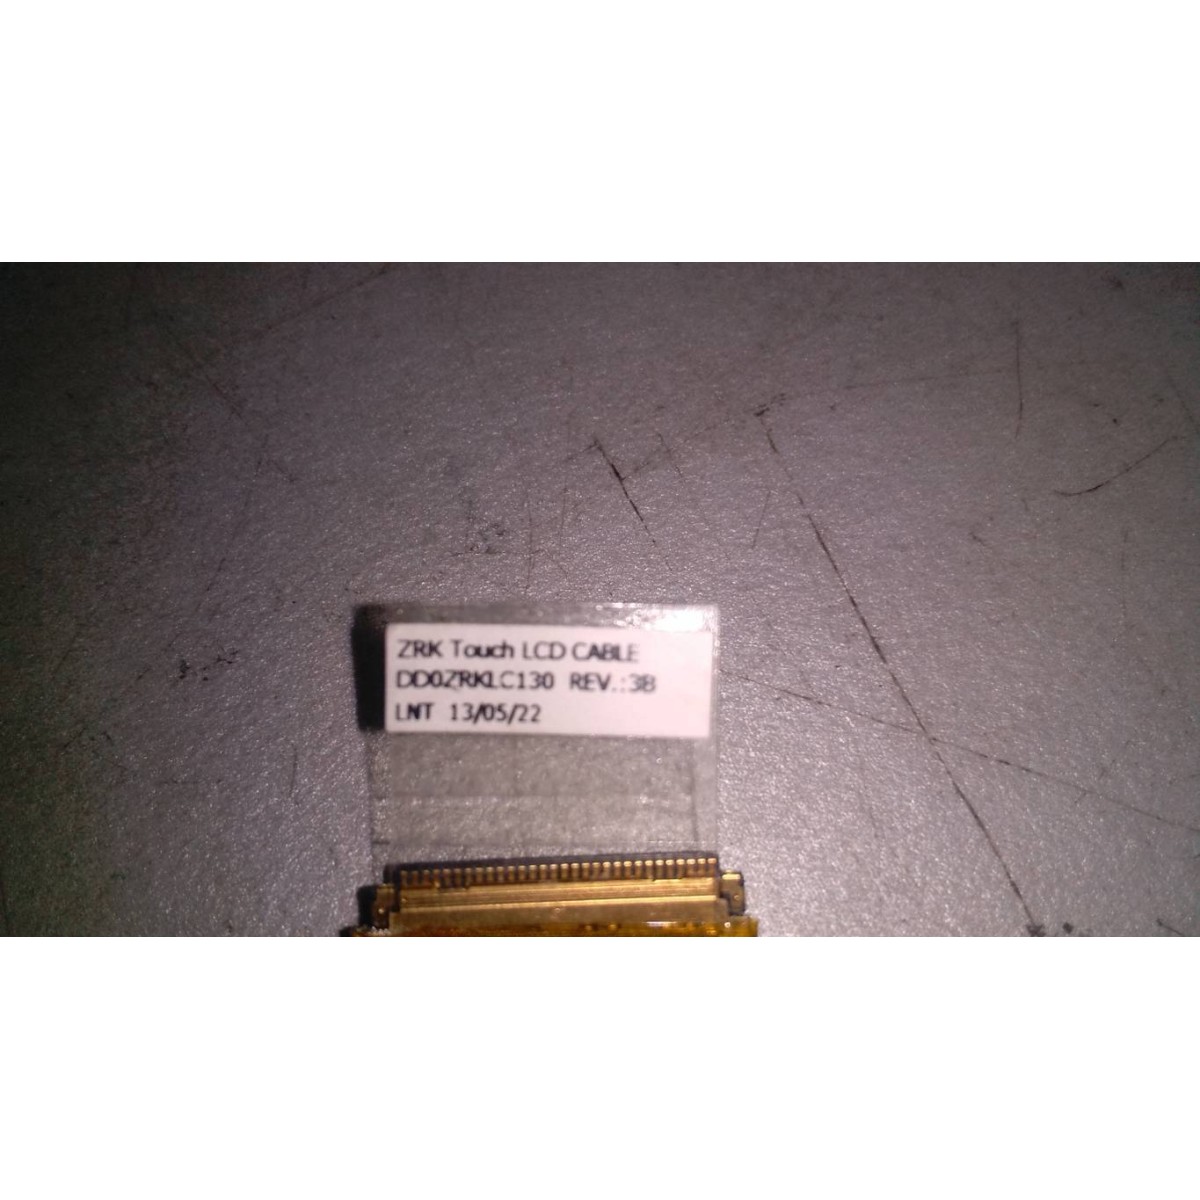 ZRK Touch LCD CABLE
DD0ZRKLC130 REV.:3B
LNT 13/05/22